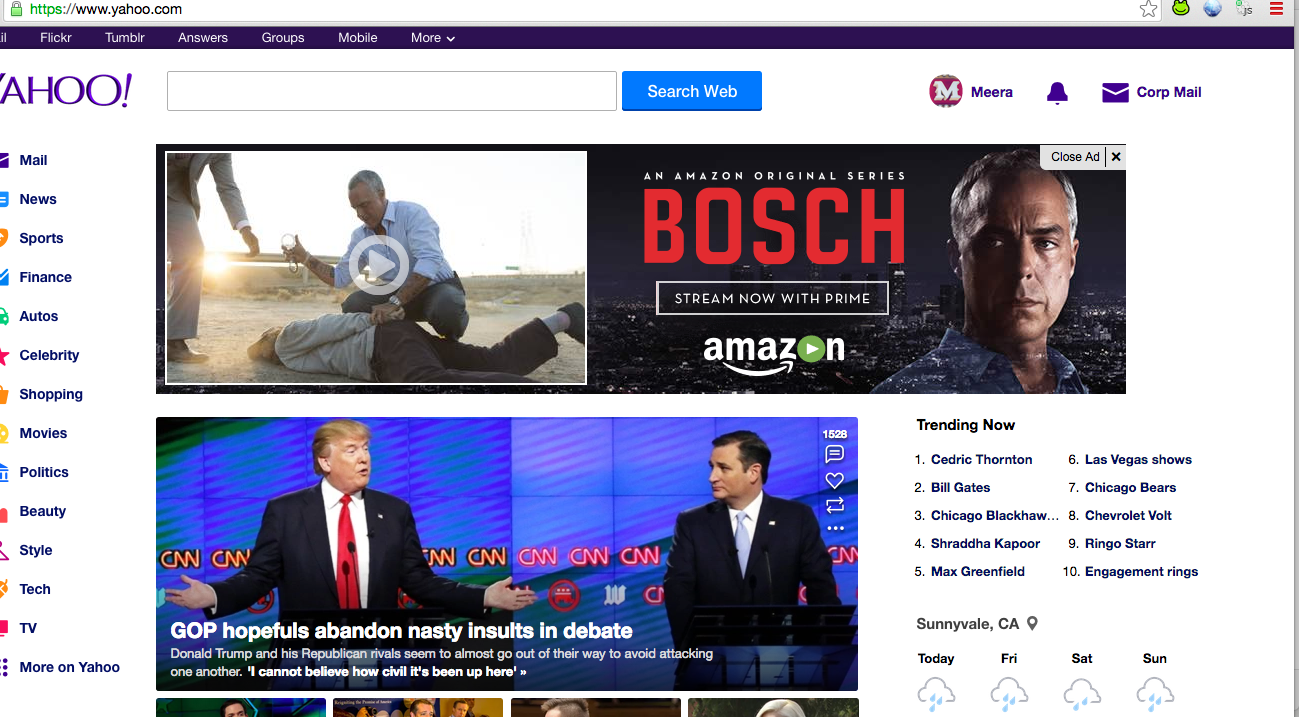 https://www.yahoo.com
js
Flickr Tumblr Answers Groups Mobile More
YAHOO!
Search Web
M
Meera
Corp Mail
Mail
News
Sports
Finance
Autos
Celebrity
Shopping
Movies
Politics
Beauty
Style
Tech
TV
More on Yahoo
Close Ad
AN AMAZON ORIGINAL SERIES
BOSCH
STREAM NOW WITH PRIME
amazon
1528
CNN CNN CNN CNN CNN CNN CNN
GOP hopefuls abandon nasty insults in debate
Donald Trump and his Republican rivals seem to almost go out of their way to avoid attacking
one another. 'I cannot believe how civil it's been up here' »
Trending Now
1. Cedric Thornton
2. Bill Gates
3. Chicago Blackhaw...
4. Shraddha Kapoor
5. Max Greenfield
6. Las Vegas shows
7. Chicago Bears
8. Chevrolet Volt
9. Ringo Starr
10. Engagement rings
Sunnyvale, CA
Today Fri Sat Sun